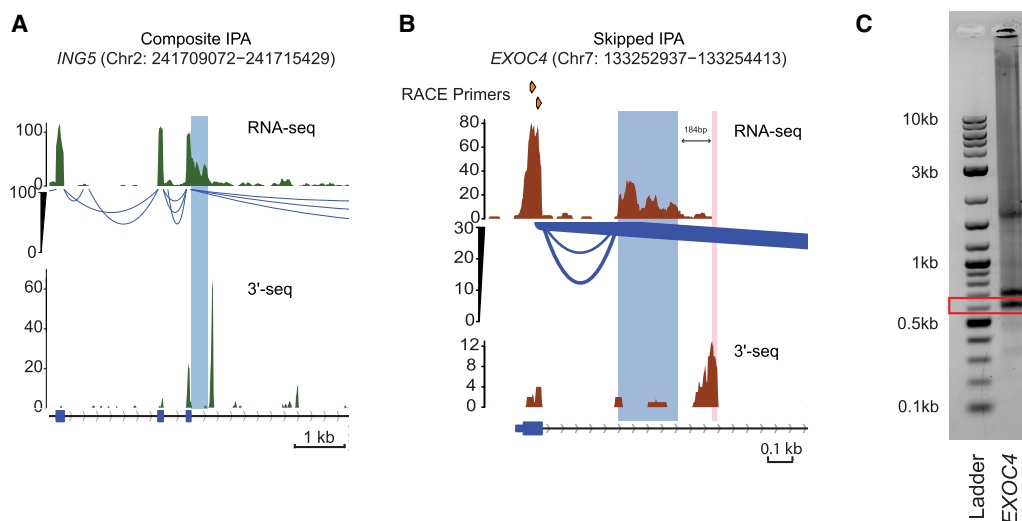 A
Composite IPA
ING5 (Chr2: 241709072−241715429)
100
0
RNA-seq
100
0
60
40
20
0
3'-seq
1 kb
B
Skipped IPA
EXOC4 (Chr7: 133252937−133254413)
RACE Primers
80
60
40
20
0
184bp
RNA-seq
30
20
10
0
12
8
4
0
3'-seq
0.1 kb
C
10kb
3kb
1kb
0.5kb
0.1kb
Ladder
EXOC4